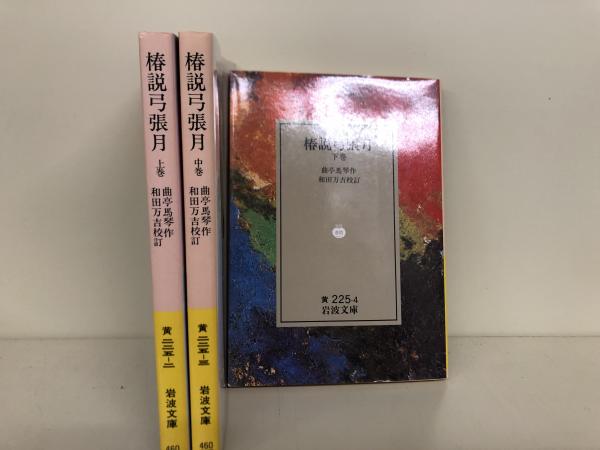 椿説弓張月 上巻
曲亭馬琴作
和田万吉校訂
黄二二五-二
岩波文庫
460
椿説弓張月 中巻
曲亭馬琴作
和田万吉校訂
黄二二五-三
岩波文庫
460
椿説弓張月
下巻
曲亭馬琴作
和田万吉校訂
黄 225-4
岩波文庫